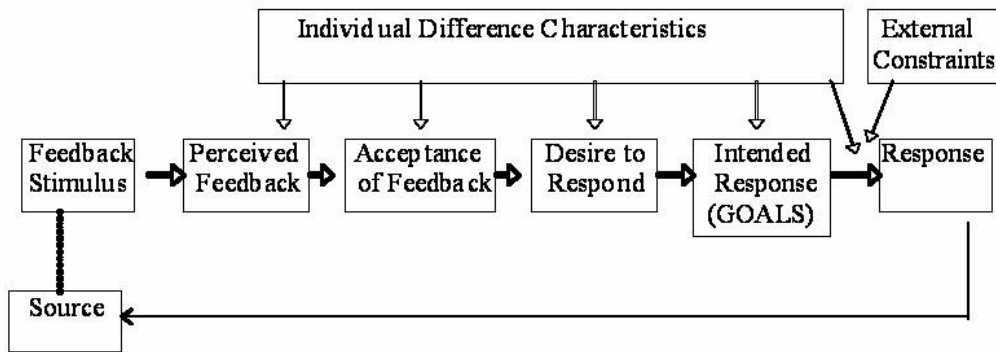 Individual Difference Characteristics
External
Constraints
Feedback
Stimulus
Perceived
Feedback
Acceptance
of Feedback
Desire to
Respond
Intended
Response
(GOALS)
Response
Source